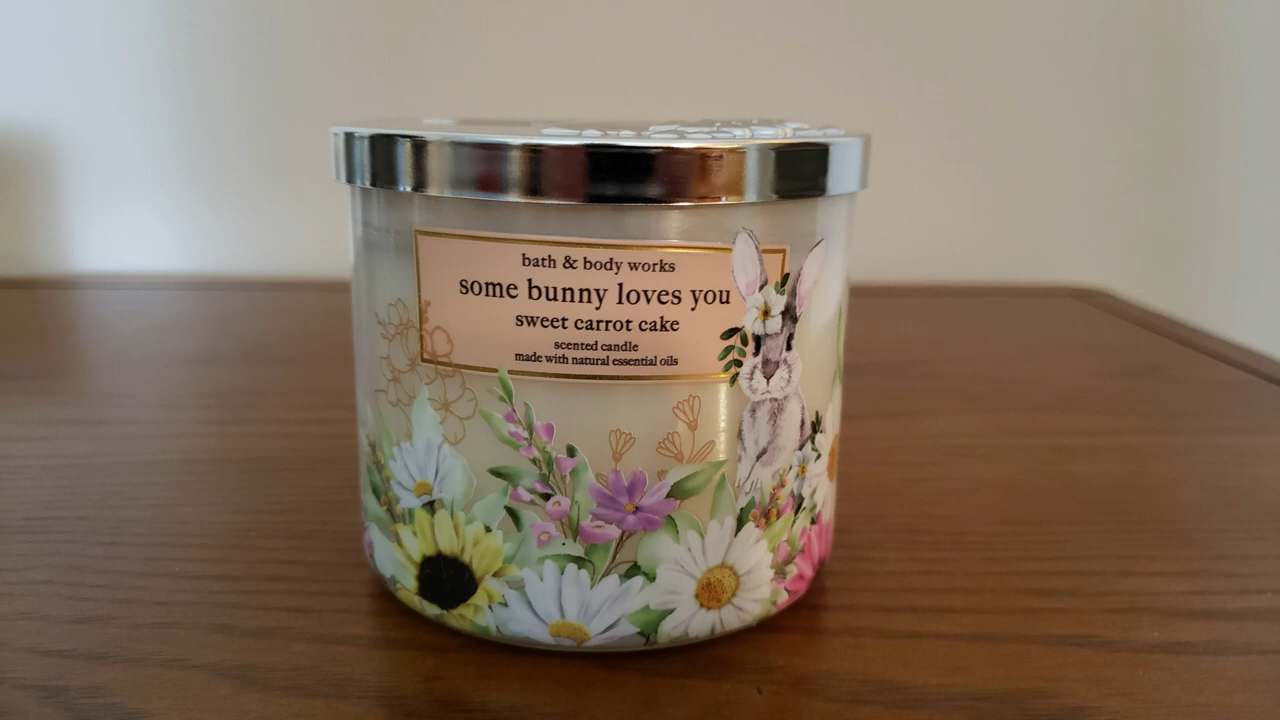 bath & body works
some bunny loves you
sweet carrot cake
scented candle
made with natural essential oils